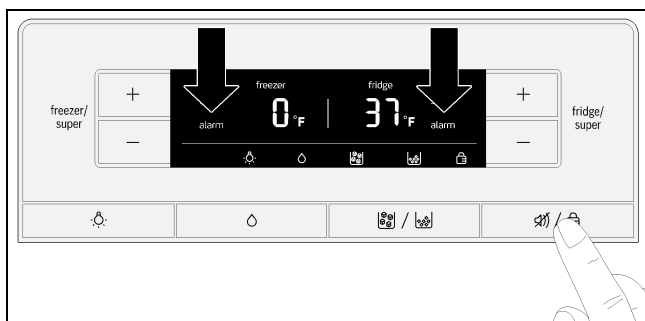 freezer/
super
+
−
alarm
freezer
0°F
fridge
37°F
alarm
+
−
fridge/
super
/
/